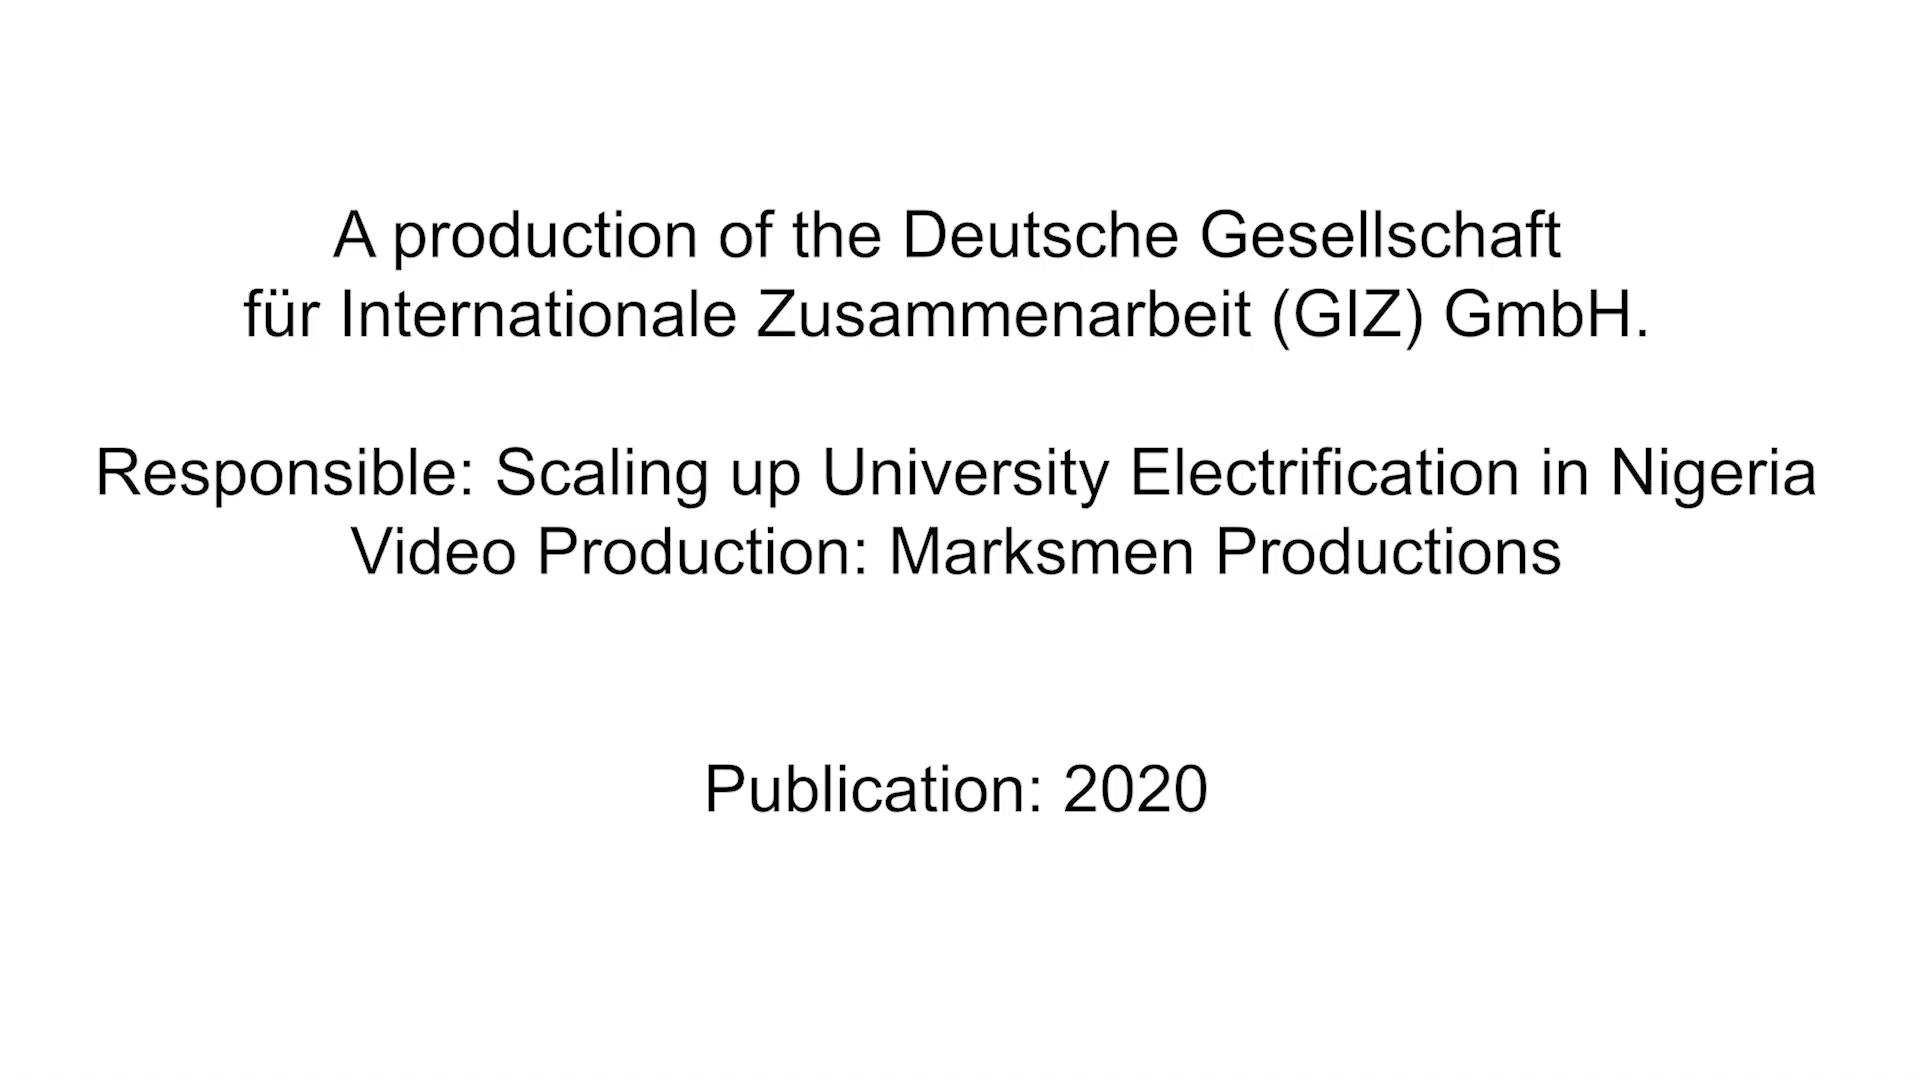 A production of the Deutsche Gesellschaft
für Internationale Zusammenarbeit (GIZ) GmbH.
Responsible: Scaling up University Electrification in Nigeria
Video Production: Marksmen Productions
Publication: 2020